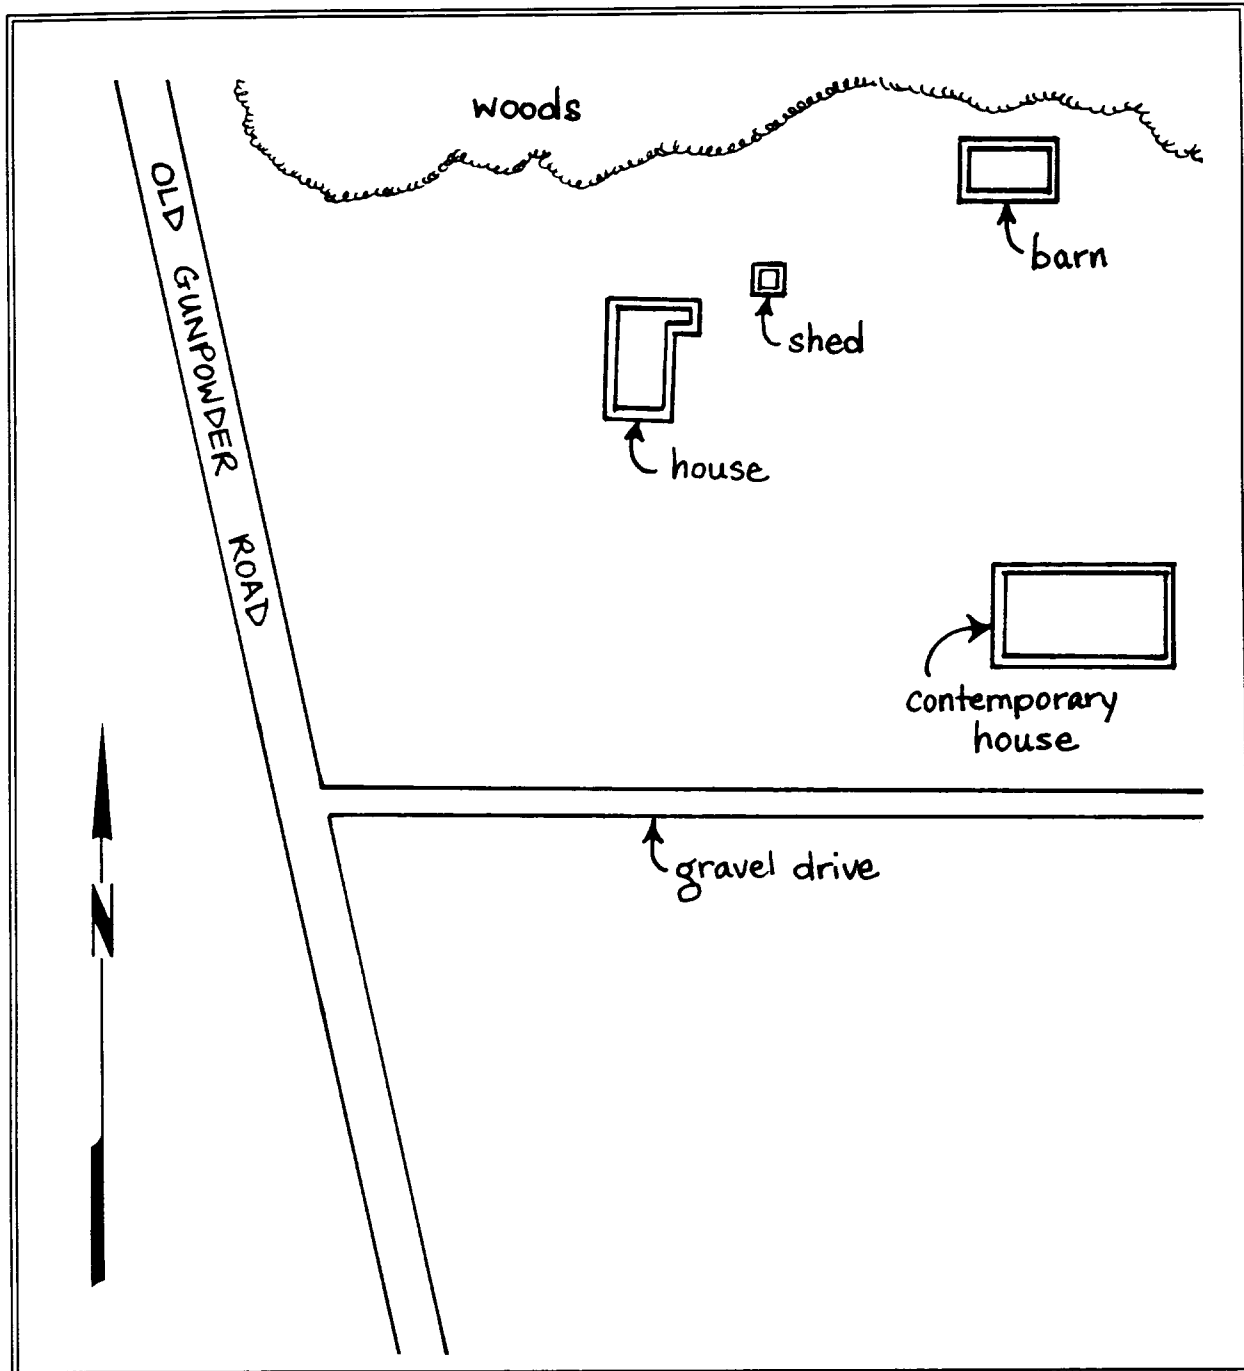 woods
OLD GUNPOWDER ROAD
barn
shed
house
contemporary
house
gravel drive
N